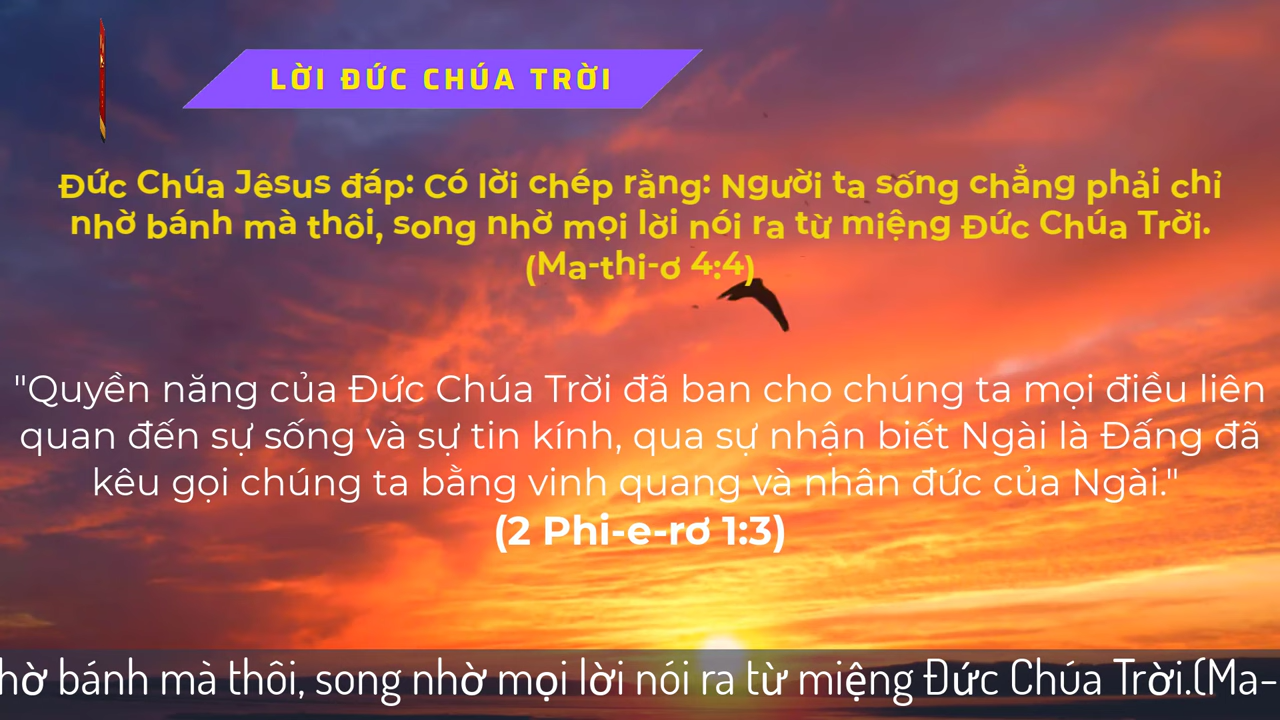 LỜI ĐỨC CHÚA TRỜI
Đức Chúa Jêsus đáp: Có lời chép rằng: Người ta sống chẳng phải chỉ
nhờ bánh mà thôi, song nhờ mọi lời nói ra từ miệng Đức Chúa Trời.
(Ma-thi-ơ 4:4)
"Quyền năng của Đức Chúa Trời đã ban cho chúng ta mọi điều liên
quan đến sự sống và sự tin kính, qua sự nhận biết Ngài là Đấng đã
kêu gọi chúng ta bằng vinh quang và nhân đức của Ngài."
(2 Phi-e-rơ 1:3)
hờ bánh mà thôi, song nhờ mọi lời nói ra từ miệng Đức Chúa Trời.(Ma-